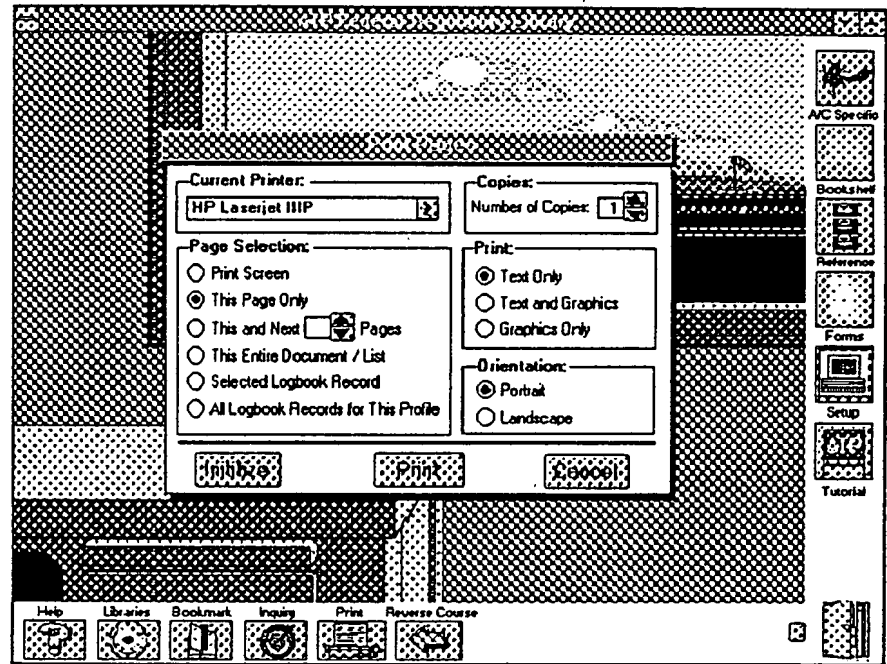 A/C Specific
Bookshelf
Reference
Forms
Setup
Tutorial
Current Printer:
HP Laserjet IIIP
Copies:
Number of Copies: 1
Page Selection:
Print Screen
This Page Only
This and Next Pages
This Entire Document / List
Selected Logbook Record
All Logbook Records for This Profile
Print:
Text Only
Text and Graphics
Graphics Only
Orientation:
Portrait
Landscape
Initilize
Print
Cancel
Help Libraries Bookmark Inquiry Print Reverse Course